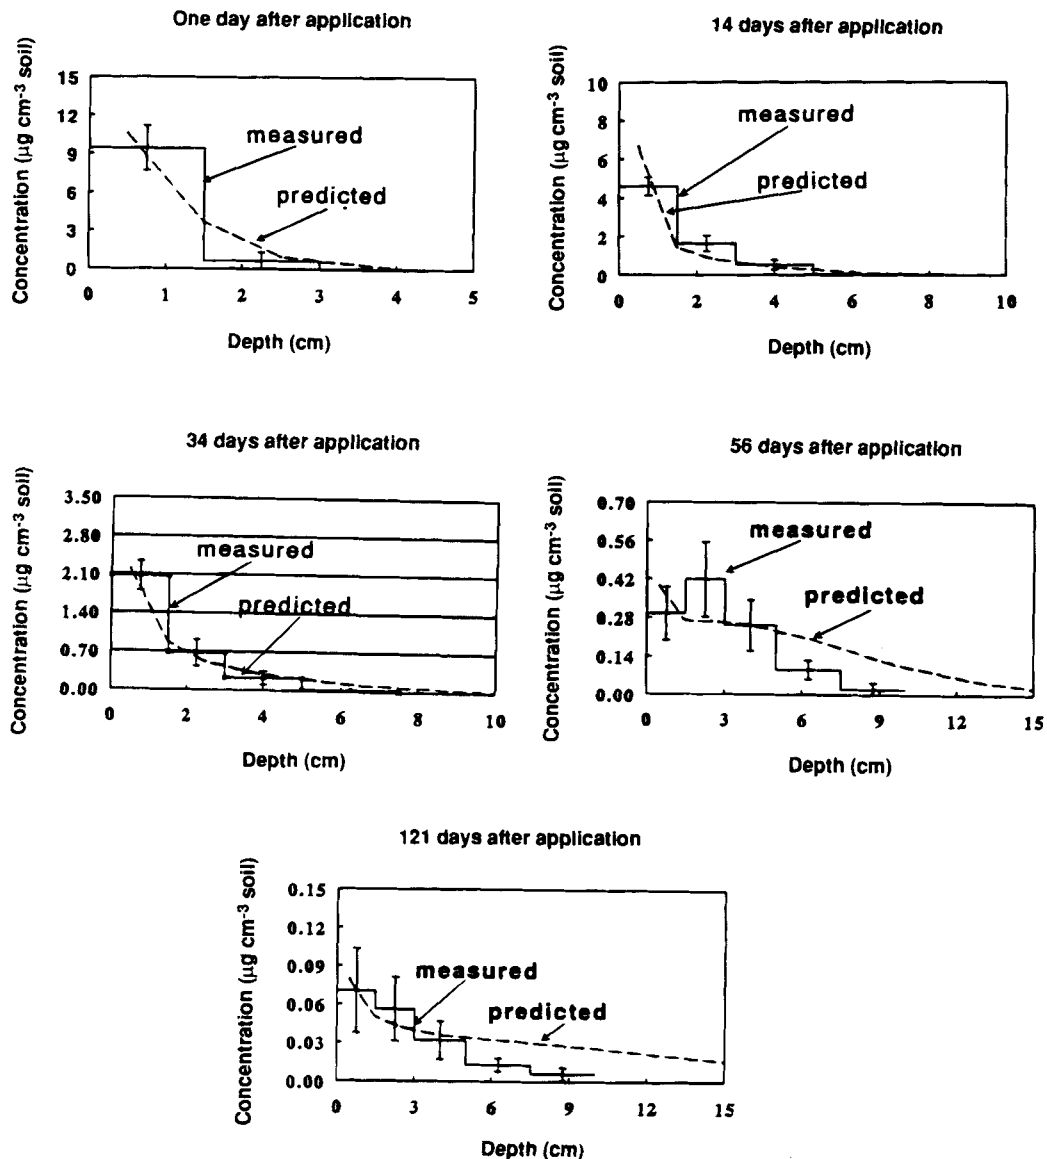 One day after application
Concentration (µg cm-3 soil)
15
12
9
6
3
0
measured
predicted
0 1 2 3 4 5
Depth (cm)
14 days after application
Concentration (µg cm-3 soil)
10
8
6
4
2
0
measured
predicted
0 2 4 6 8 10
Depth (cm)
34 days after application
Concentration (µg cm-3 soil)
3.50
2.80
2.10
1.40
0.70
0.00
measured
predicted
0 2 4 6 8 10
Depth (cm)
56 days after application
Concentration (µg cm-3 soil)
0.70
0.56
0.42
0.28
0.14
0.00
measured
predicted
0 3 6 9 12 15
Depth (cm)
121 days after application
Concentration (µg cm-3 soil)
0.15
0.12
0.09
0.06
0.03
0.00
measured
predicted
0 3 6 9 12 15
Depth (cm)